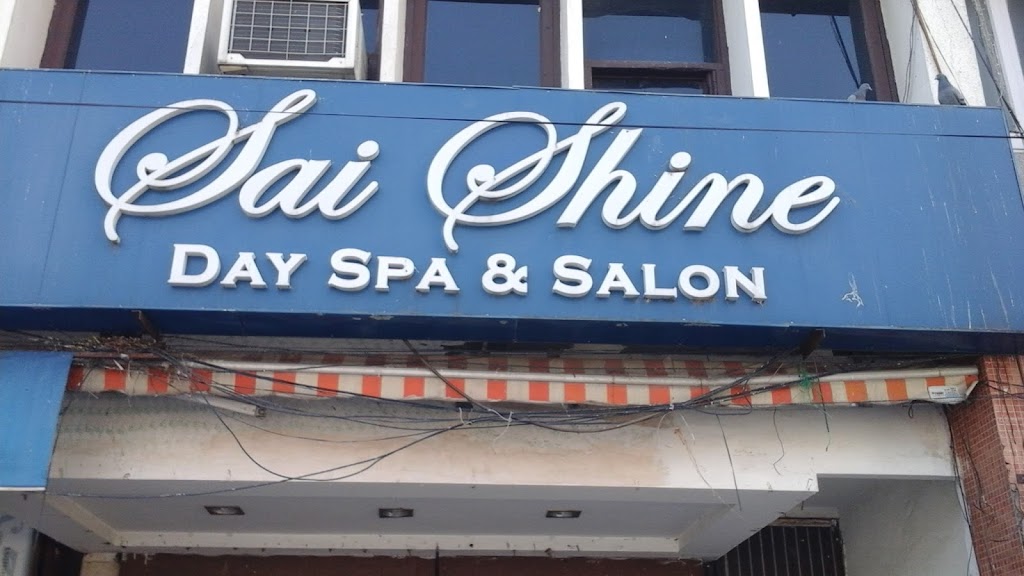 Sai Shine
DAY SPA & SALON